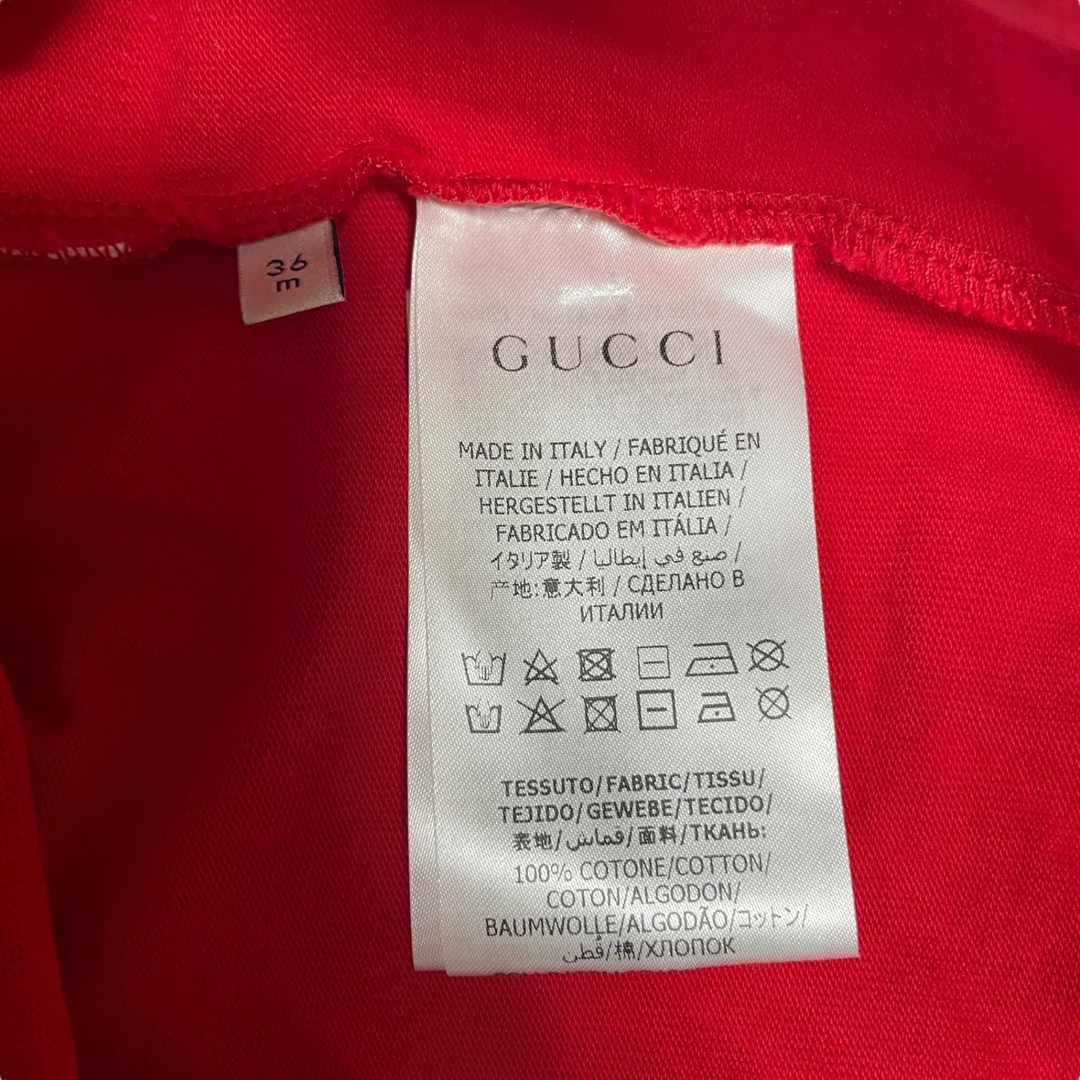 36
m
GUCCI
MADE IN ITALY / FABRIQUÉ EN
ITALIE / HECHO EN ITALIA /
HERGESTELLT IN ITALIEN /
FABRICADO EM ITÁLIA /
イタリア製 / صنع في إيطاليا /
产地:意大利 / СДЕЛАНО В
ИТАЛИИ
TESSUTO/FABRIC/TISSU/
TEJIDO/GEWEBE/TECIDO/
表地/قماش/面料/ТКАНЬ:
100% COTONE/COTTON/
COTON/ALGODON/
BAUMWOLLE/ALGODÃO/コットン/
قطن/棉/ХЛОПОК